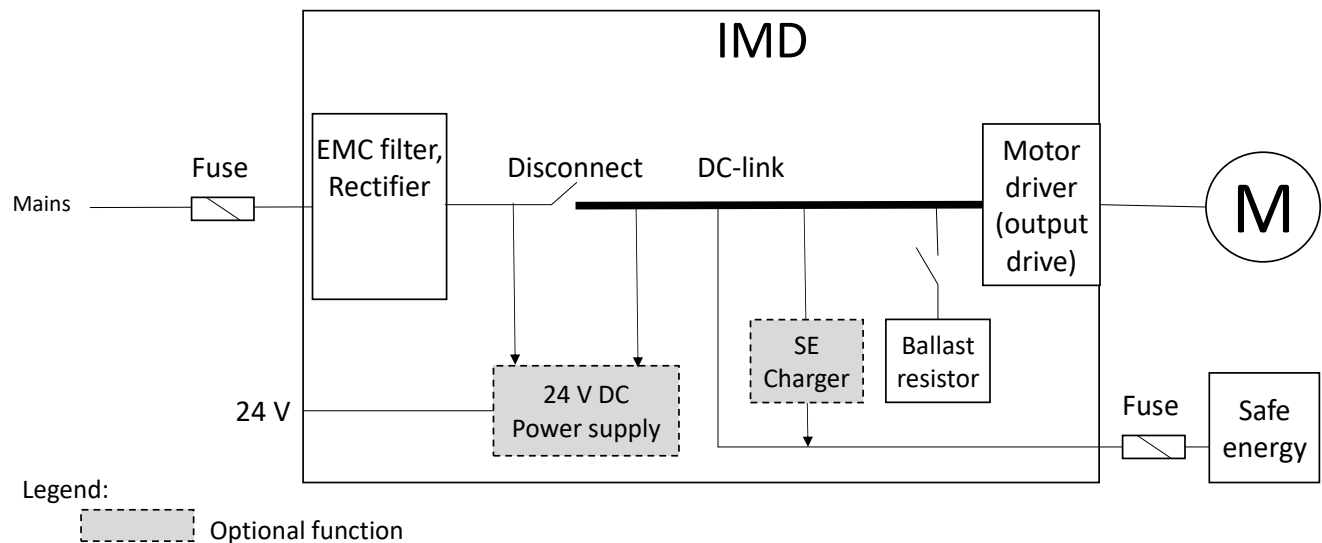 IMD
EMC filter,
Rectifier
Fuse
Mains
Disconnect
DC-link
Motor
driver
(output
drive)
M
SE
Charger
Ballast
resistor
24 V DC
Power supply
24 V
Fuse
Safe
energy
Legend:
Optional function